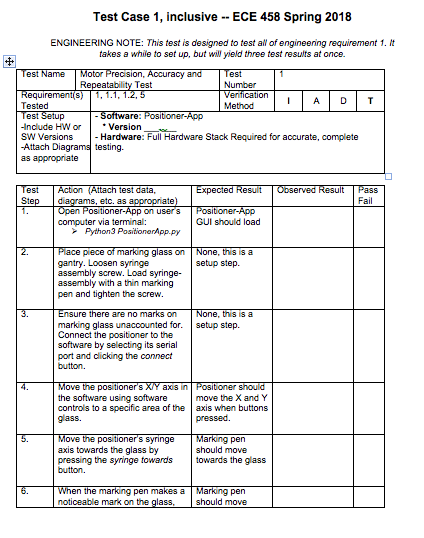 Test Case 1, inclusive -- ECE 458 Spring 2018
ENGINEERING NOTE: This test is designed to test all of engineering requirement 1. It
takes a while to set up, but will yield three test results at once.
Test Name
Motor Precision, Accuracy and
Repeatability Test
Test
Number
1
Requirement(s)
Tested
1, 1.1, 1.2, 5
Verification
Method
I
A
D
T
Test Setup
-Include HW or
SW Versions
-Attach Diagrams
as appropriate
- Software: Positioner-App
* Version ____
- Hardware: Full Hardware Stack Required for accurate, complete
testing.
Test
Step
Action (Attach test data,
diagrams, etc. as appropriate)
Expected Result
Observed Result
Pass
Fail
1.
Open Positioner-App on user's
computer via terminal:
➢ Python3 PositionerApp.py
Positioner-App
GUI should load
2.
Place piece of marking glass on
gantry. Loosen syringe
assembly screw. Load syringe-
assembly with a thin marking
pen and tighten the screw.
None, this is a
setup step.
3.
Ensure there are no marks on
marking glass unaccounted for.
Connect the positioner to the
software by selecting its serial
port and clicking the connect
button.
None, this is a
setup step.
4.
Move the positioner's X/Y axis in
the software using software
controls to a specific area of the
glass.
Positioner should
move the X and Y
axis when buttons
pressed.
5.
Move the positioner's syringe
axis towards the glass by
pressing the syringe towards
button.
Marking pen
should move
towards the glass
6.
When the marking pen makes a
noticeable mark on the glass,
Marking pen
should move